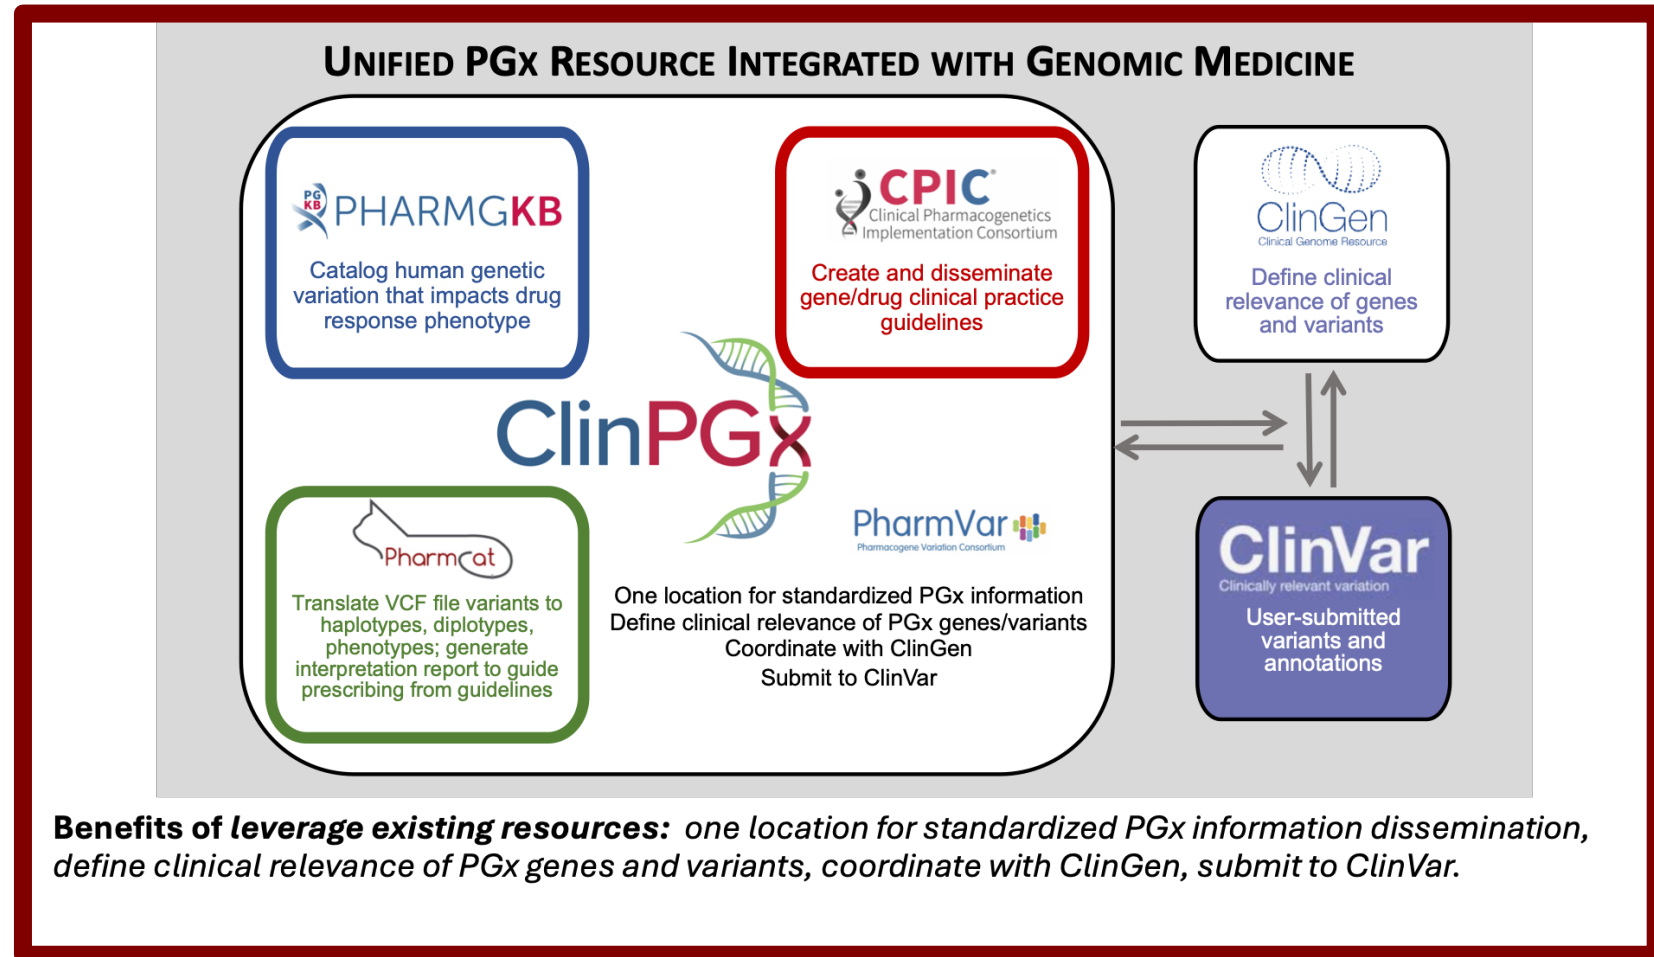 UNIFIED PGX RESOURCE INTEGRATED WITH GENOMIC MEDICINE
PG
KB
PHARMGKB
Catalog human genetic
variation that impacts drug
response phenotype
CPIC®
Clinical Pharmacogenetics
Implementation Consortium
Create and disseminate
gene/drug clinical practice
guidelines
ClinGen
Clinical Genome Resource
Define clinical
relevance of genes
and variants
ClinPGx
Pharmcat
Translate VCF file variants to
haplotypes, diplotypes,
phenotypes; generate
interpretation report to guide
prescribing from guidelines
PharmVar
Pharmacogene Variation Consortium
One location for standardized PGx information
Define clinical relevance of PGx genes/variants
Coordinate with ClinGen
Submit to ClinVar
ClinVar
Clinically relevant variation
User-submitted
variants and
annotations
Benefits of leverage existing resources: one location for standardized PGx information dissemination,
define clinical relevance of PGx genes and variants, coordinate with ClinGen, submit to ClinVar.